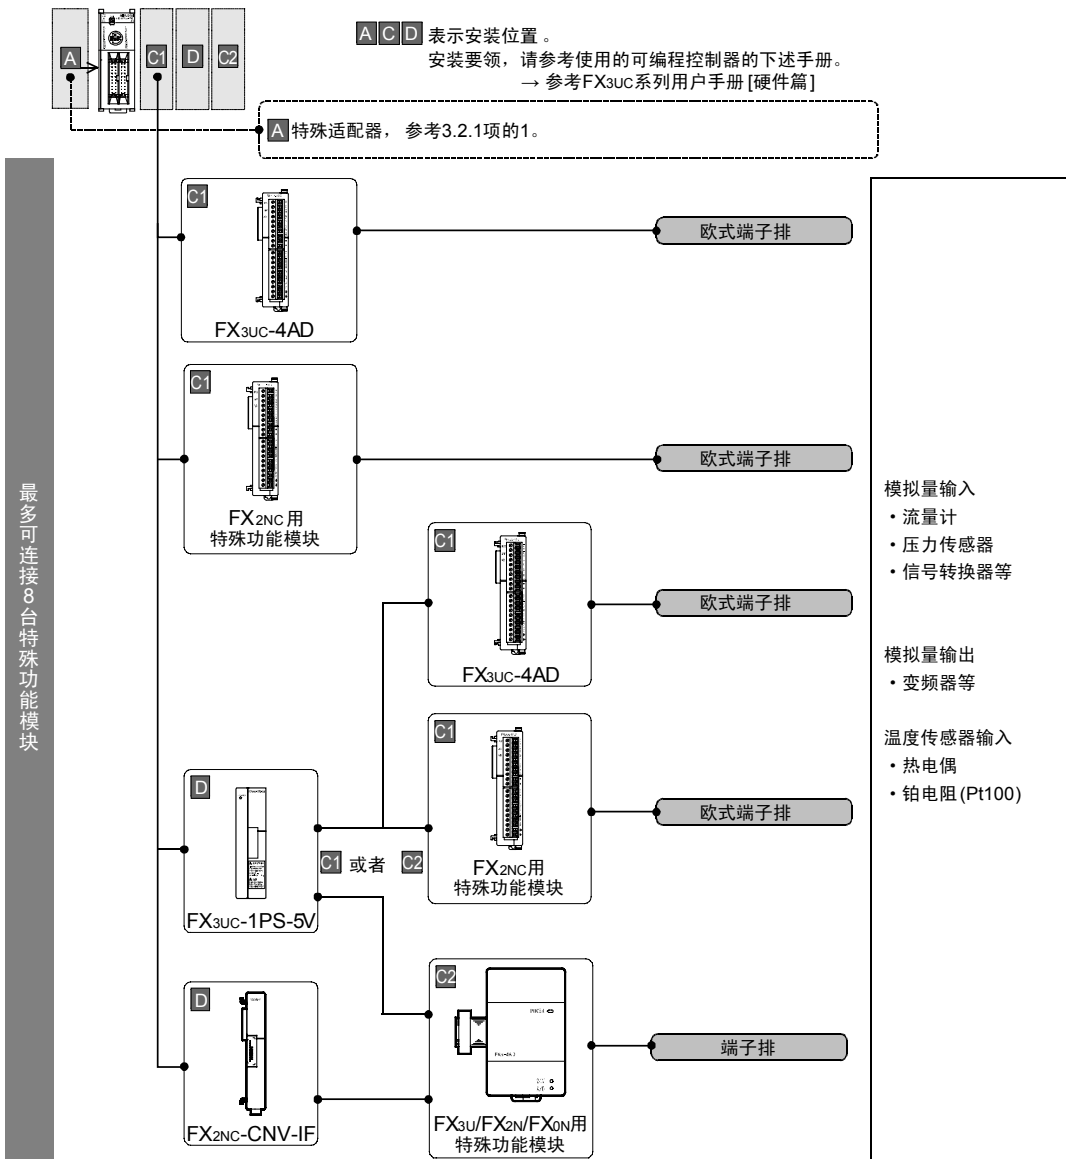 A C1 D C2
A C D 表示安装位置。
安装要领，请参考使用的可编程控制器的下述手册。
→ 参考FX3UC系列用户手册 [硬件篇]
A 特殊适配器， 参考3.2.1项的1。
最多可连接8台特殊功能模块
C1
FX3UC-4AD
欧式端子排
C1
FX2NC 用
特殊功能模块
欧式端子排
C1
FX3UC-4AD
欧式端子排
D
FX3UC-1PS-5V
C1 或者 C2
C1
FX2NC用
特殊功能模块
欧式端子排
D
FX2NC-CNV-IF
C2
FX3U/FX2N/FX0N用
特殊功能模块
端子排
模拟量输入
・流量计
・压力传感器
・信号转换器等
模拟量输出
・变频器等
温度传感器输入
・热电偶
・铂电阻(Pt100)